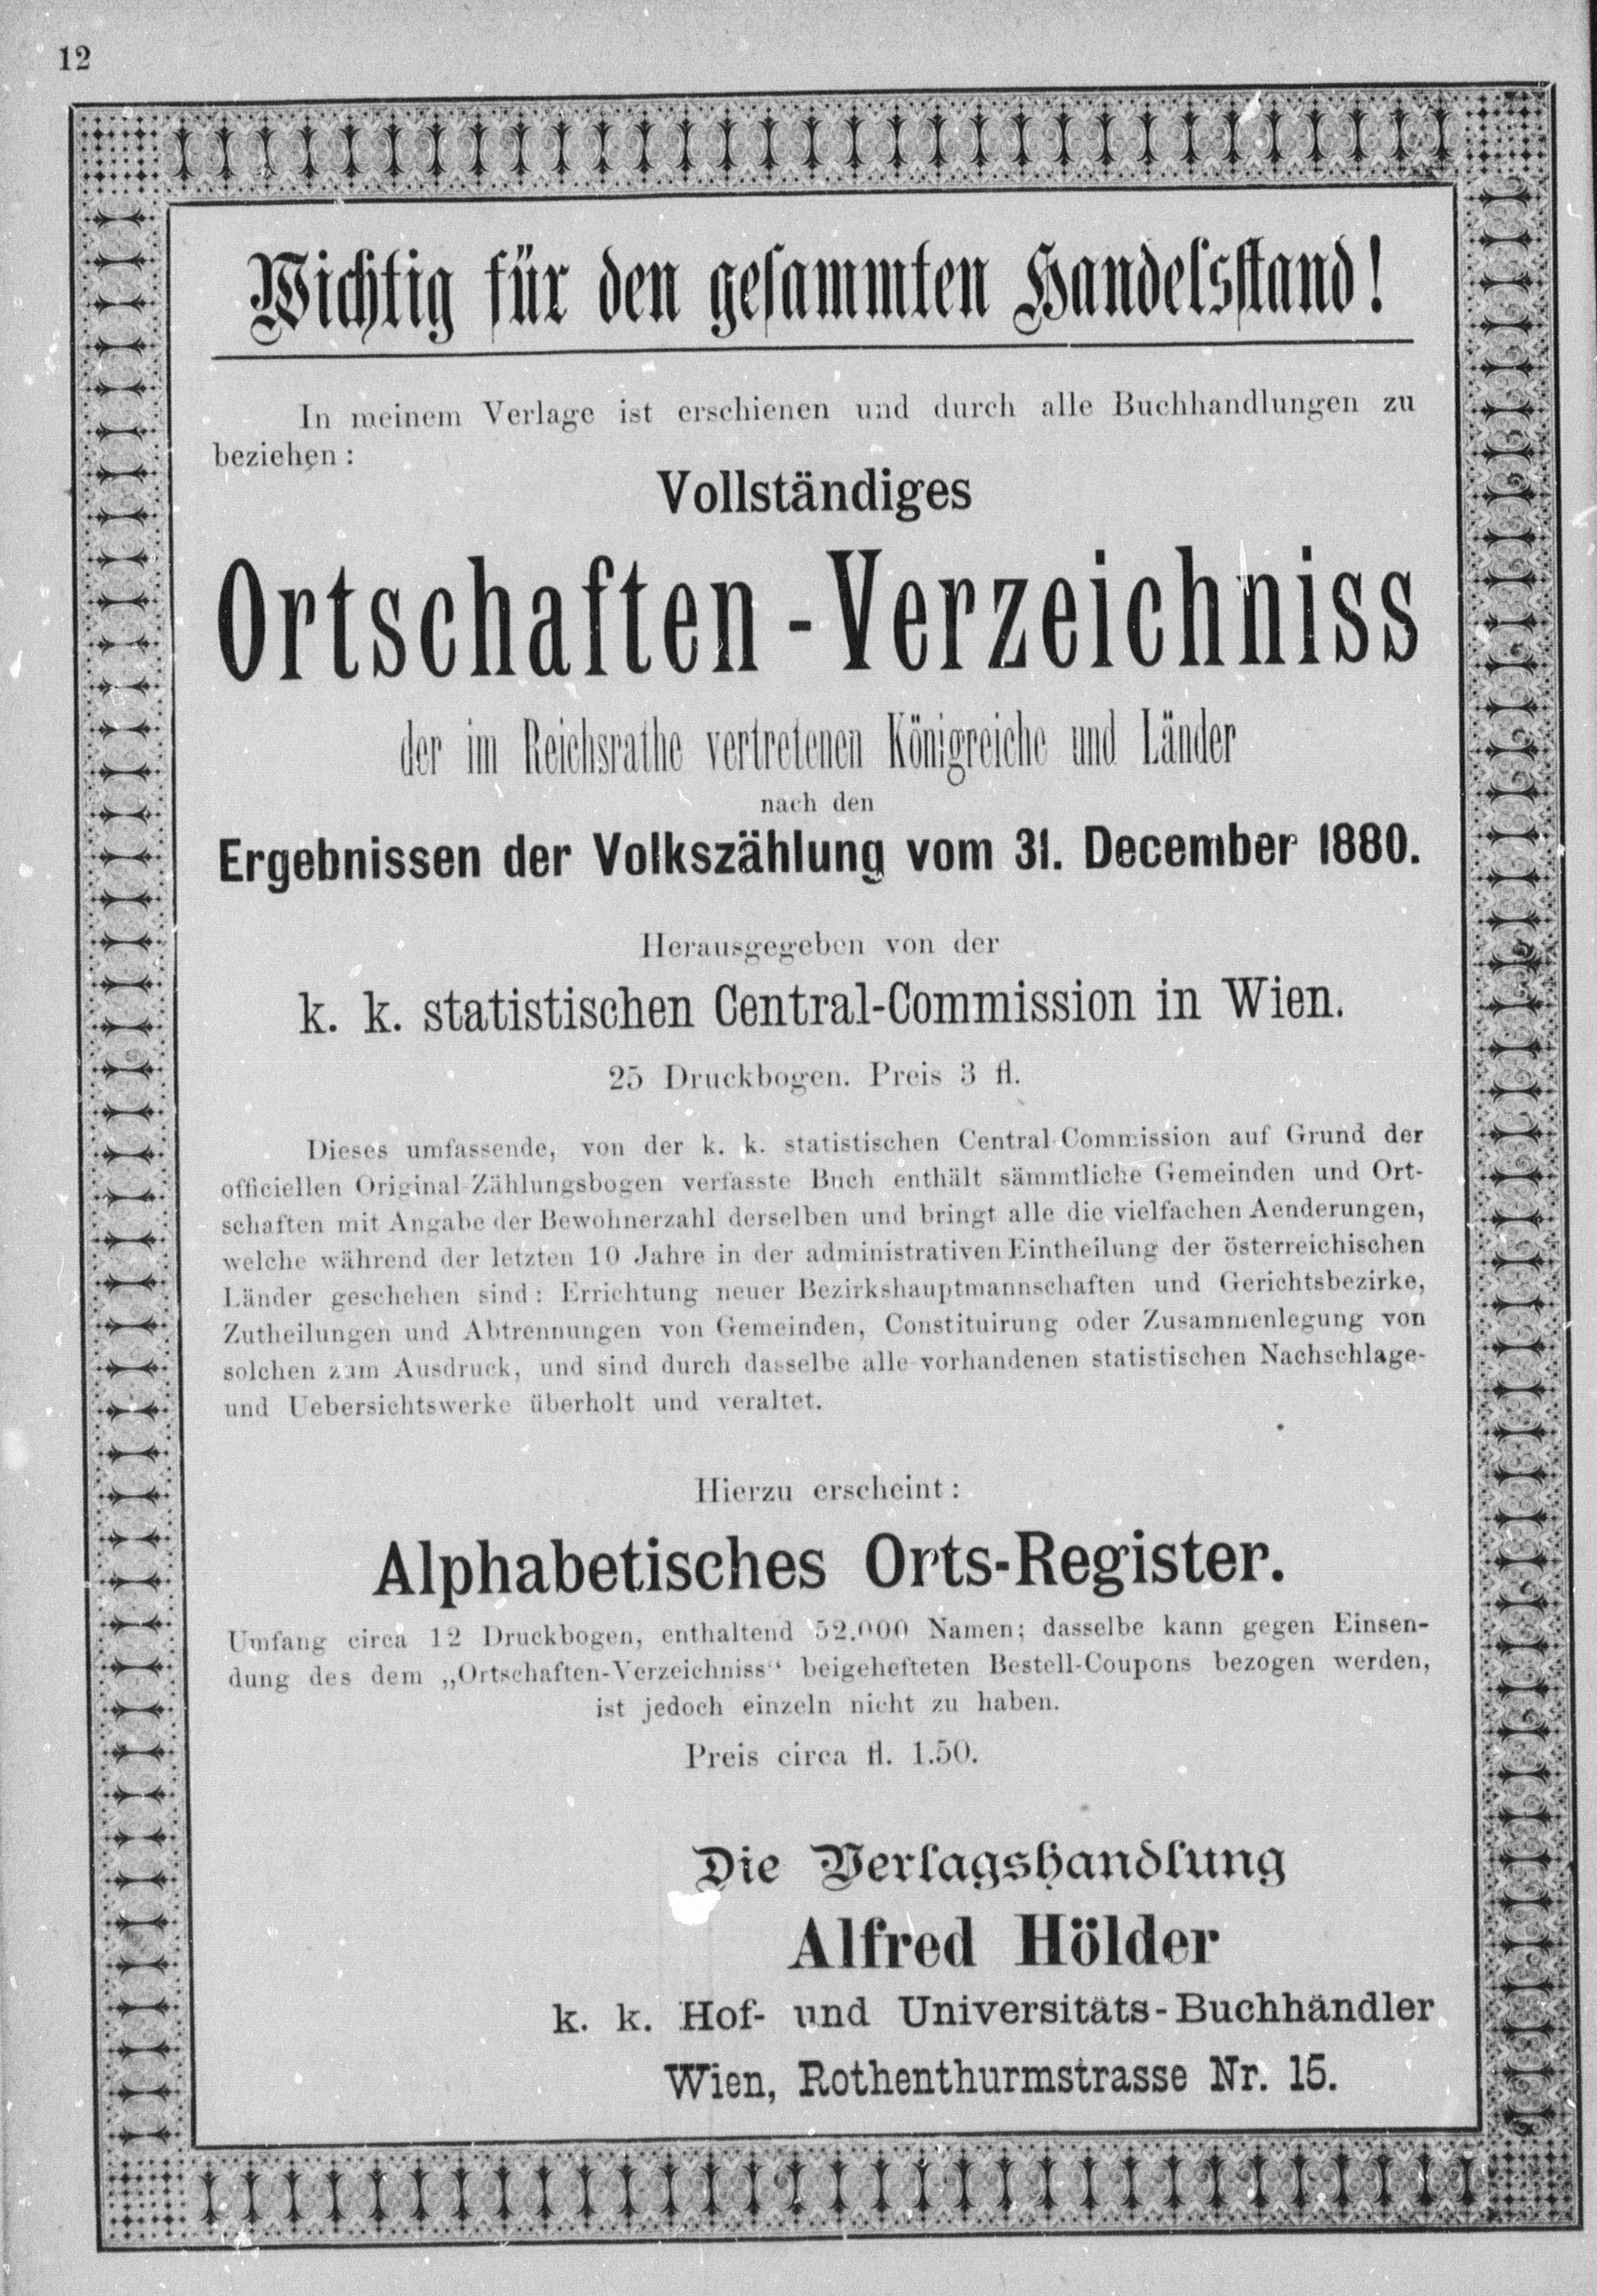 12
Wichtig für den gesammten Handelsstand!
In meinem Verlage ist erschienen und durch alle Buchhandlungen zu
beziehen:
Vollständiges
Ortschaften-Verzeichniss
der im Reichsrathe vertretenen Königreiche und Länder
nach den
Ergebnissen der Volkszählung vom 31. December 1880.
Herausgegeben von der
k. k. statistischen Central-Commission in Wien.
25 Druckbogen. Preis 3 fl.
Dieses umfassende, von der k. k. statistischen Central-Commission auf Grund der
officiellen Original-Zählungsbogen verfasste Buch enthält sämmtliche Gemeinden und Ort-
schaften mit Angabe der Bewohnerzahl derselben und bringt alle die vielfachen Aenderungen,
welche während der letzten 10 Jahre in der administrativen Eintheilung der österreichischen
Länder geschehen sind: Errichtung neuer Bezirkshauptmannschaften und Gerichtsbezirke,
Zutheilungen und Abtrennungen von Gemeinden, Constituirung oder Zusammenlegung von
solchen zum Ausdruck, und sind durch dasselbe alle vorhandenen statistischen Nachschlage-
und Uebersichtswerke überholt und veraltet.
Hierzu erscheint:
Alphabetisches Orts-Register.
Umfang circa 12 Druckbogen, enthaltend 52.000 Namen; dasselbe kann gegen Einsen-
dung des dem „Ortschaften-Verzeichniss“ beigehefteten Bestell-Coupons bezogen werden,
ist jedoch einzeln nicht zu haben.
Preis circa fl. 1.50.
Die Verlagshandlung
Alfred Hölder
k. k. Hof- und Universitäts-Buchhändler
Wien, Rothenthurmstrasse Nr. 15.